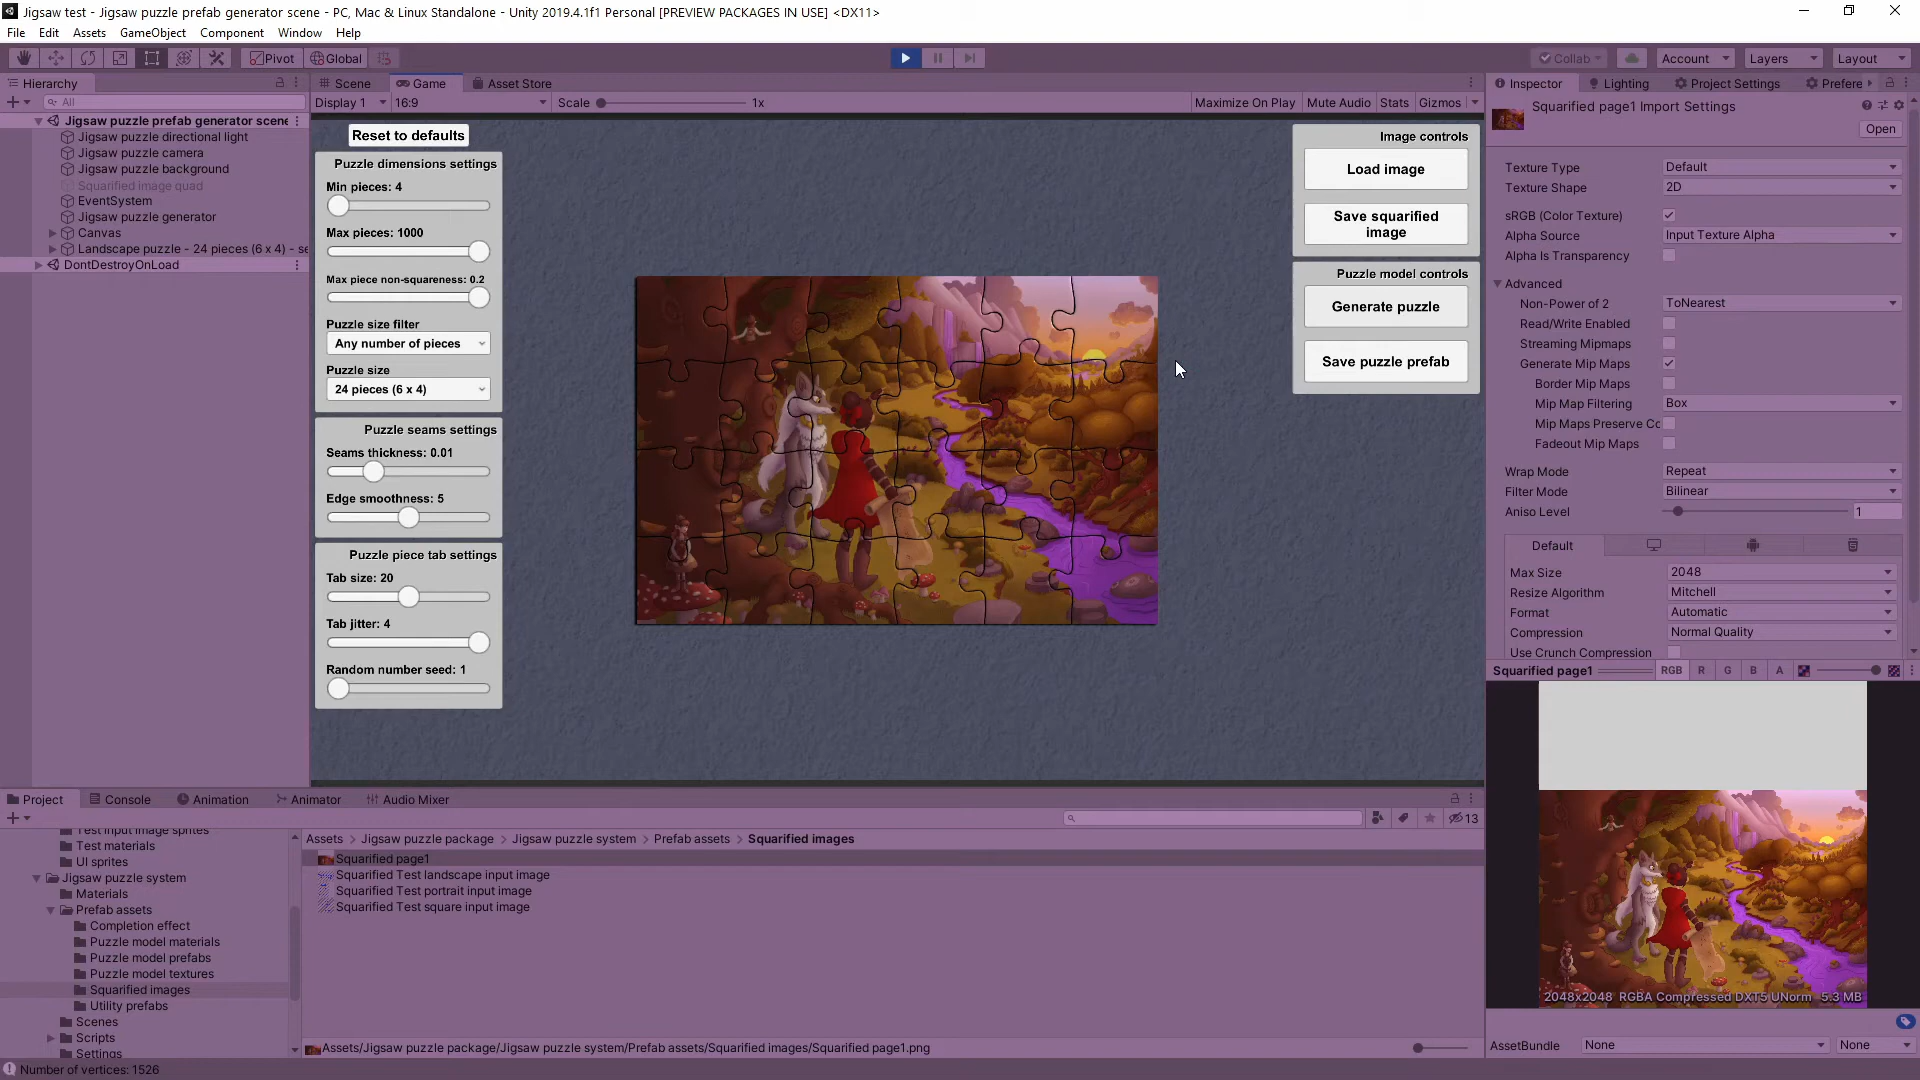 Jigsaw test - Jigsaw puzzle prefab generator scene - PC, Mac & Linux Standalone - Unity 2019.4.1f1 Personal [PREVIEW PACKAGES IN USE] <DX11>
File Edit Assets GameObject Component Window Help
Pivot Global Collab Account Layers Layout
Hierarchy
All
Jigsaw puzzle prefab generator scene
Jigsaw puzzle directional light
Jigsaw puzzle camera
Jigsaw puzzle background
Squarified image quad
EventSystem
Jigsaw puzzle generator
Canvas
Landscape puzzle - 24 pieces (6 x 4) - se
DontDestroyOnLoad
Scene Game Asset Store
Display 1 16:9 Scale 1x Maximize On Play Mute Audio Stats Gizmos
Reset to defaults
Puzzle dimensions settings
Min pieces: 4
Max pieces: 1000
Max piece non-squareness: 0.2
Puzzle size filter
Any number of pieces
Puzzle size
24 pieces (6 x 4)
Puzzle seams settings
Seams thickness: 0.01
Edge smoothness: 5
Puzzle piece tab settings
Tab size: 20
Tab jitter: 4
Random number seed: 1
Image controls
Load image
Save squarified
image
Puzzle model controls
Generate puzzle
Save puzzle prefab
Inspector Lighting Project Settings Prefere
Squarified page1 Import Settings
Open
Texture Type Default
Texture Shape 2D
sRGB (Color Texture)
Alpha Source Input Texture Alpha
Alpha Is Transparency
Advanced
Non-Power of 2 ToNearest
Read/Write Enabled
Streaming Mipmaps
Generate Mip Maps
Border Mip Maps
Mip Map Filtering Box
Mip Maps Preserve Co
Fadeout Mip Maps
Wrap Mode Repeat
Filter Mode Bilinear
Aniso Level 1
Default
Max Size 2048
Resize Algorithm Mitchell
Format Automatic
Compression Normal Quality
Use Crunch Compression
Squarified page1 RGB R G B A
2048x2048 RGBA Compressed DXT5 UNorm 5.3 MB
AssetBundle None None
Project Console Animation Animator Audio Mixer
13
Test input image sprites
Test materials
UI sprites
Jigsaw puzzle system
Materials
Prefab assets
Completion effect
Puzzle model materials
Puzzle model prefabs
Puzzle model textures
Squarified images
Utility prefabs
Scenes
Scripts
Settings
Assets > Jigsaw puzzle package > Jigsaw puzzle system > Prefab assets > Squarified images
Squarified page1
Squarified Test landscape input image
Squarified Test portrait input image
Squarified Test square input image
Assets/Jigsaw puzzle package/Jigsaw puzzle system/Prefab assets/Squarified images/Squarified page1.png
Number of vertices: 1526